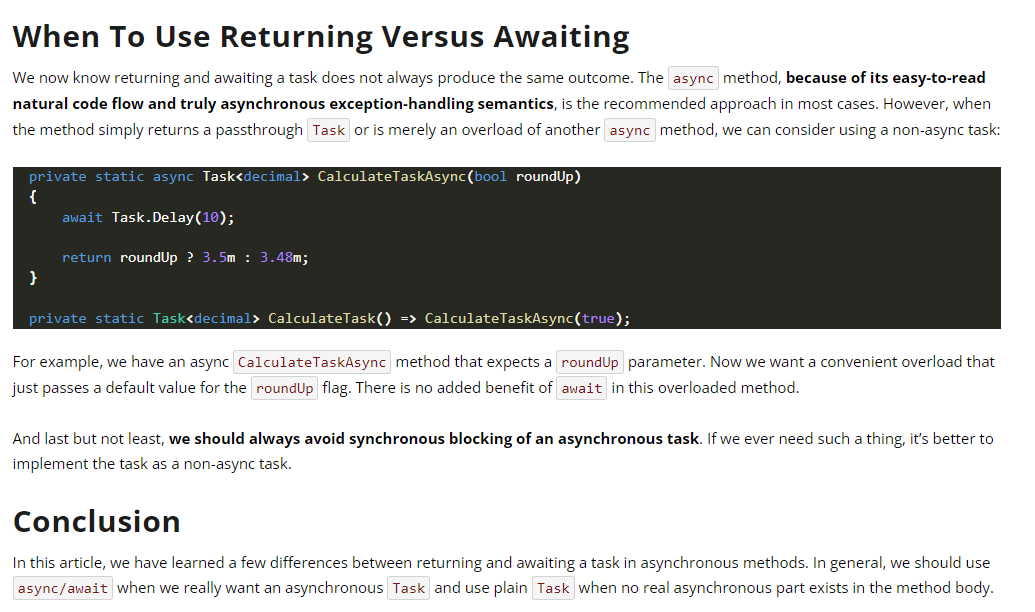 When To Use Returning Versus Awaiting
We now know returning and awaiting a task does not always produce the same outcome. The async method, because of its easy-to-read
natural code flow and truly asynchronous exception-handling semantics, is the recommended approach in most cases. However, when
the method simply returns a passthrough Task or is merely an overload of another async method, we can consider using a non-async task:
private static async Task<decimal> CalculateTaskAsync(bool roundUp)
{
    await Task.Delay(10);
    return roundUp ? 3.5m : 3.48m;
}
private static Task<decimal> CalculateTask() => CalculateTaskAsync(true);
For example, we have an async CalculateTaskAsync method that expects a roundUp parameter. Now we want a convenient overload that
just passes a default value for the roundUp flag. There is no added benefit of await in this overloaded method.
And last but not least, we should always avoid synchronous blocking of an asynchronous task. If we ever need such a thing, it’s better to
implement the task as a non-async task.
Conclusion
In this article, we have learned a few differences between returning and awaiting a task in asynchronous methods. In general, we should use
async/await when we really want an asynchronous Task and use plain Task when no real asynchronous part exists in the method body.